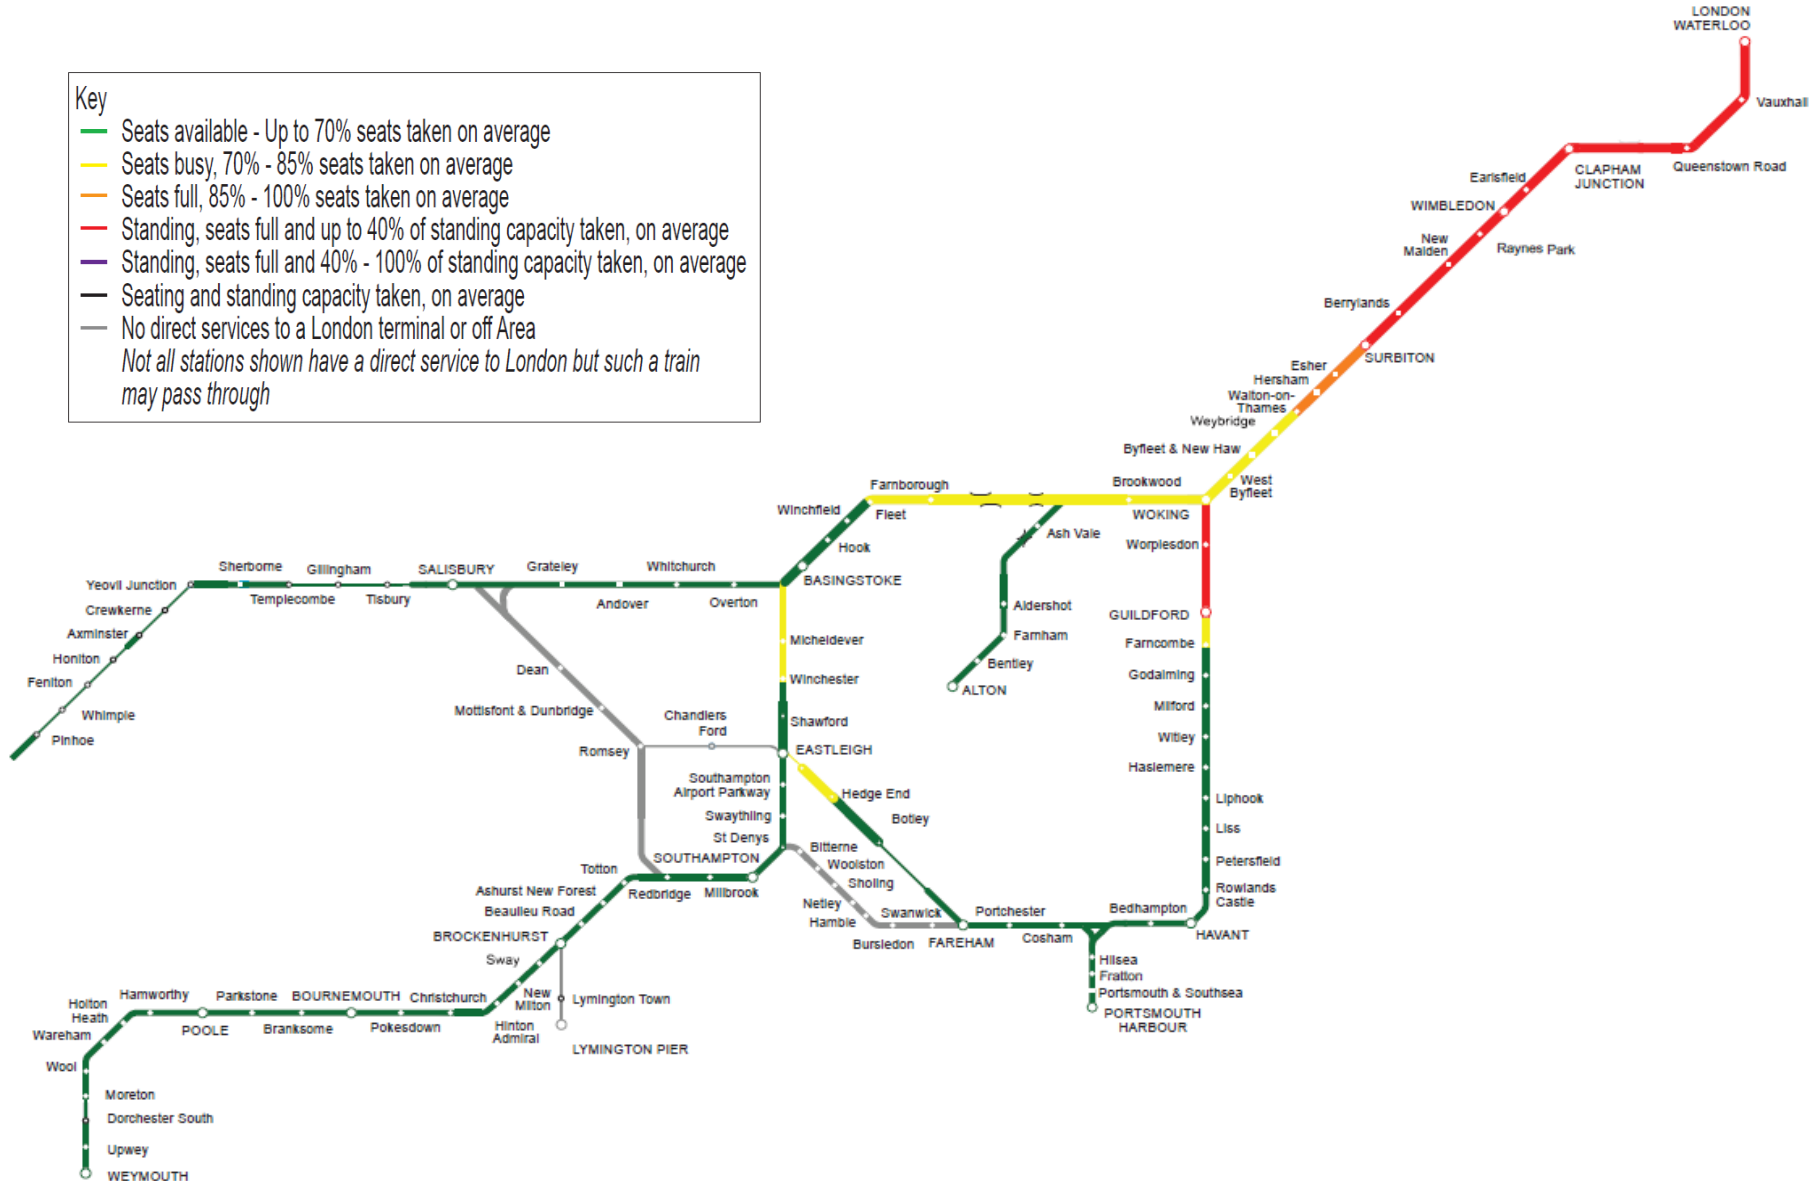 LONDON
WATERLOO
Vauxhall
Key
Seats available - Up to 70% seats taken on average
Seats busy, 70% - 85% seats taken on average
Seats full, 85% - 100% seats taken on average
Standing, seats full and up to 40% of standing capacity taken, on average
Standing, seats full and 40% - 100% of standing capacity taken, on average
Seating and standing capacity taken, on average
No direct services to a London terminal or off Area
Not all stations shown have a direct service to London but such a train
may pass through
Queenstown Road
CLAPHAM
JUNCTION
Earlsfield
WIMBLEDON
Raynes Park
New
Malden
Berrylands
SURBITON
Esher
Hersham
Walton-on-
Thames
Weybridge
Byfleet & New Haw
West
Byfleet
Brookwood
WOKING
Farnborough
Fleet
Winchfield
Hook
BASINGSTOKE
Ash Vale
Aldershot
Farnham
Bentley
ALTON
Worplesdon
GUILDFORD
Farncombe
Godalming
Milford
Witley
Haslemere
Liphook
Liss
Petersfield
Rowlands
Castle
HAVANT
Bedhampton
Yeovil Junction
Sherborne
Templecombe
Gillingham
Tisbury
SALISBURY
Grateley
Andover
Whitchurch
Overton
Crewkerne
Axminster
Honiton
Feniton
Whimple
Pinhoe
Dean
Mottisfont & Dunbridge
Romsey
Chandlers
Ford
Micheldever
Winchester
Shawford
EASTLEIGH
Southampton
Airport Parkway
Swaythling
St Denys
SOUTHAMPTON
Hedge End
Botley
Bitterne
Woolston
Sholing
Netley
Hamble
Bursledon
Swanwick
FAREHAM
Portchester
Cosham
Hilsea
Fratton
Portsmouth & Southsea
PORTSMOUTH
HARBOUR
Millbrook
Redbridge
Totton
Ashurst New Forest
Beaulieu Road
BROCKENHURST
Sway
New
Milton
Lymington Town
LYMINGTON PIER
Hinton
Admiral
Christchurch
Pokesdown
BOURNEMOUTH
Branksome
Parkstone
POOLE
Hamworthy
Holton
Heath
Wareham
Wool
Moreton
Dorchester South
Upwey
WEYMOUTH